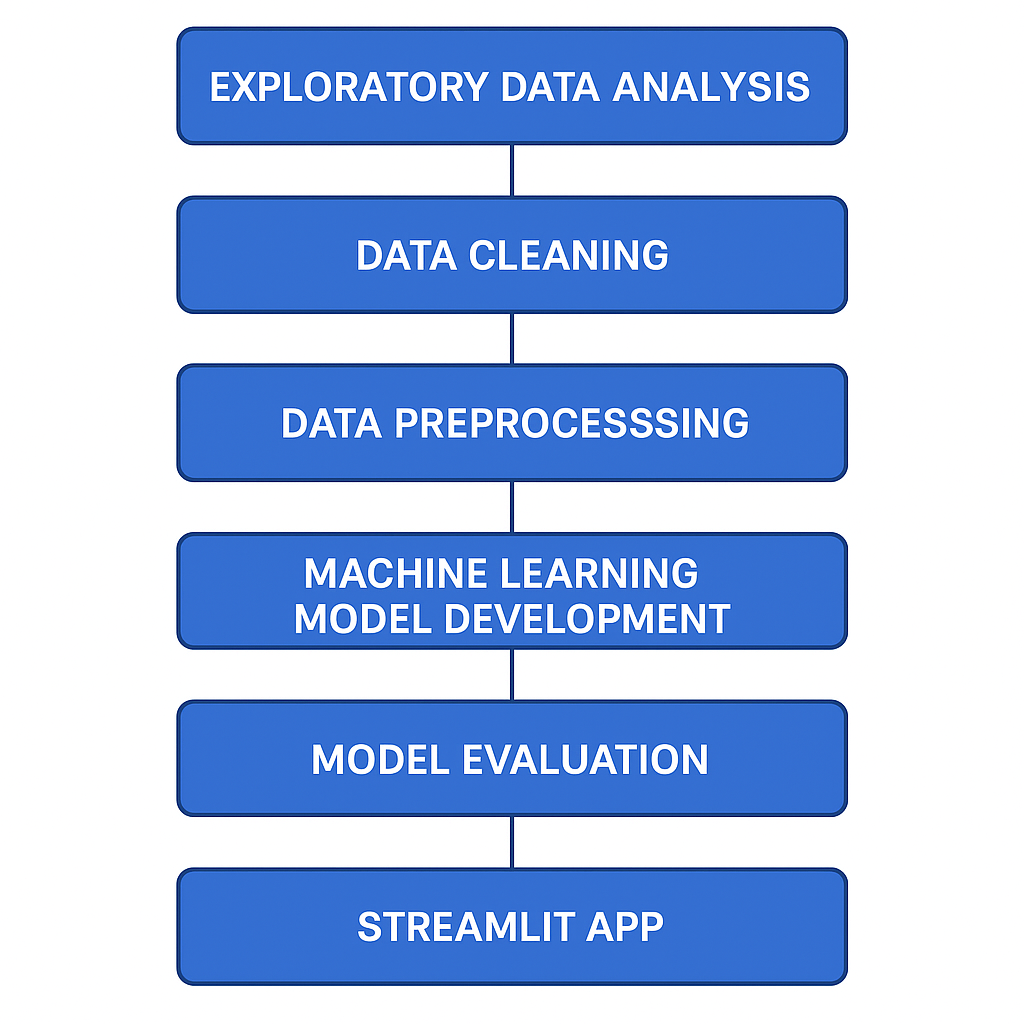 EXPLORATORY DATA ANALYSIS
DATA CLEANING
DATA PREPROCESSSING
MACHINE LEARNING
MODEL DEVELOPMENT
MODEL EVALUATION
STREAMLIT APP